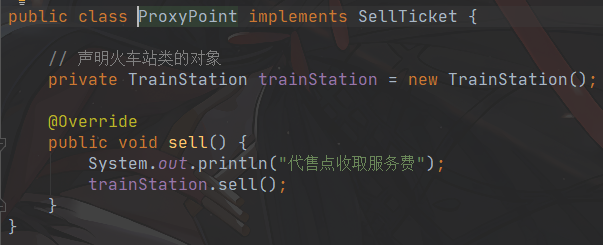 public class ProxyPoint implements SellTicket {
// 声明火车站类的对象
private TrainStation trainStation = new TrainStation();
@Override
public void sell() {
System.out.println("代售点收取服务费");
trainStation.sell();
}
}